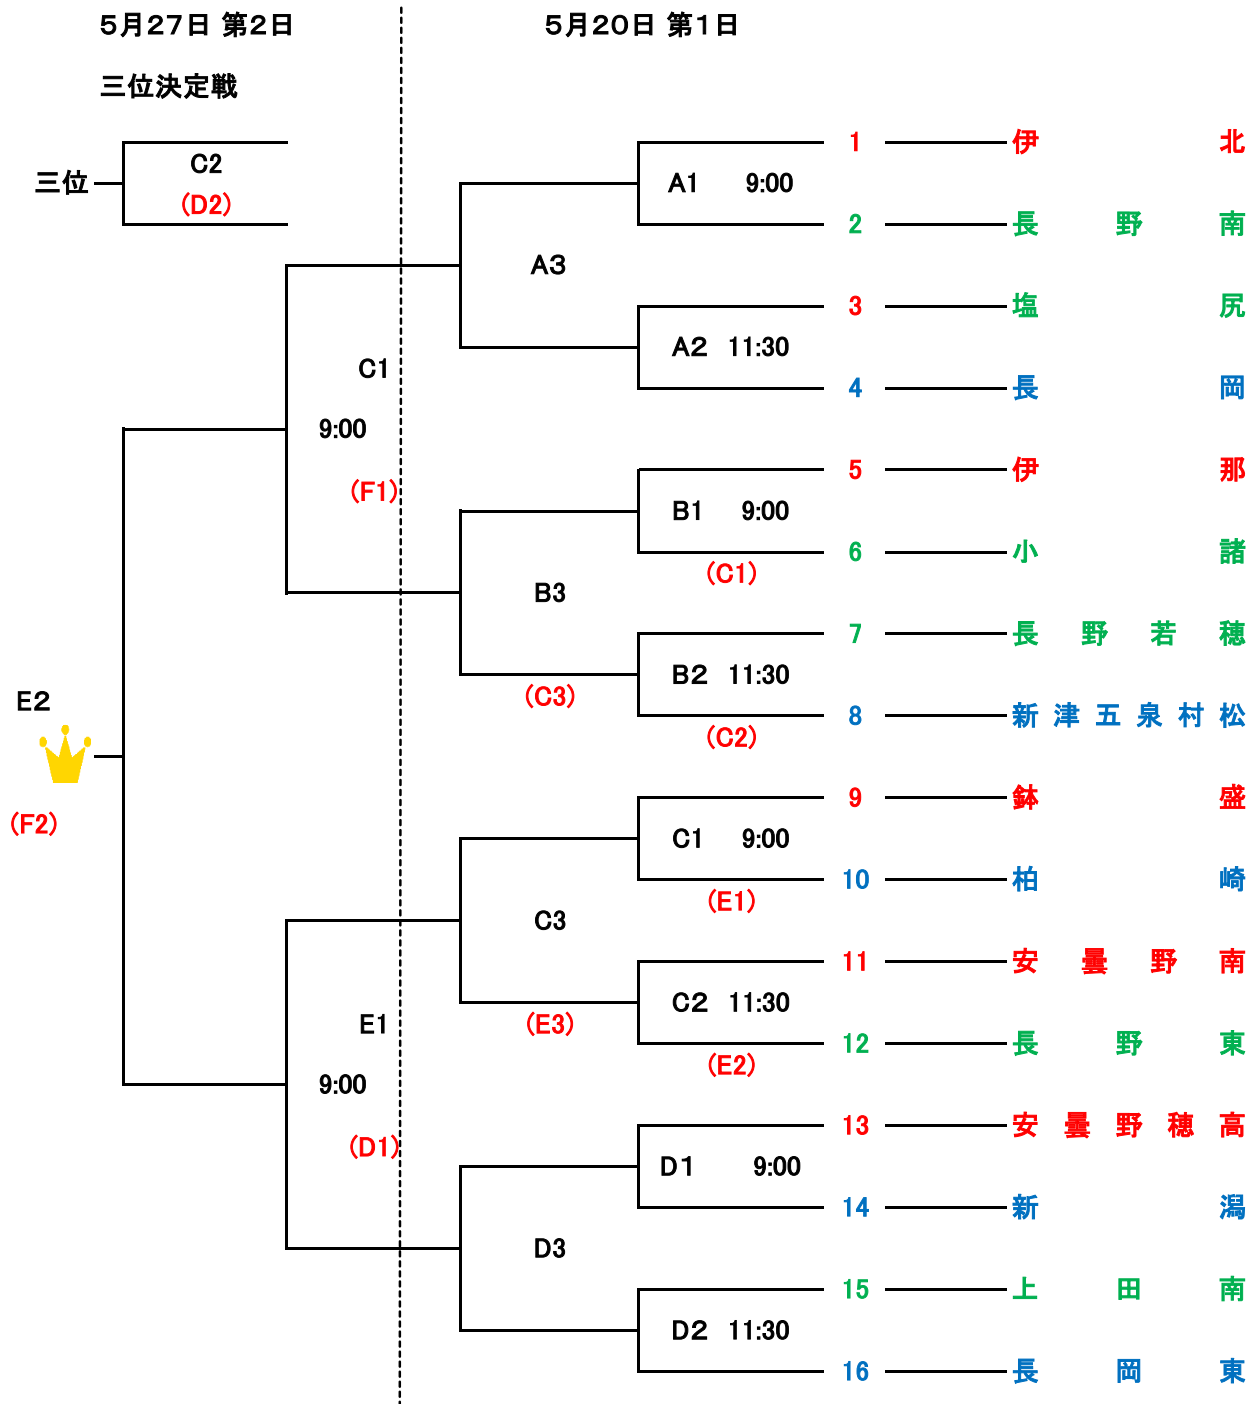 5月27日 第2日
5月20日 第1日
三位決定戦
三位
C2
(D2)
A1 9:00
1 伊北
2 長野南
A3
A2 11:30
3 塩尻
4 長岡
C1
9:00
(F1)
B1 9:00
(C1)
5 伊那
6 小諸
B3
(C3)
B2 11:30
(C2)
7 長野若穂
8 新津五泉村松
E2
(F2)
C1 9:00
(E1)
9 鉢盛
10 柏崎
C3
(E3)
C2 11:30
(E2)
11 安曇野南
12 長野東
E1
9:00
(D1)
D1 9:00
13 安曇野穂高
14 新潟
D3
D2 11:30
15 上田南
16 長岡東